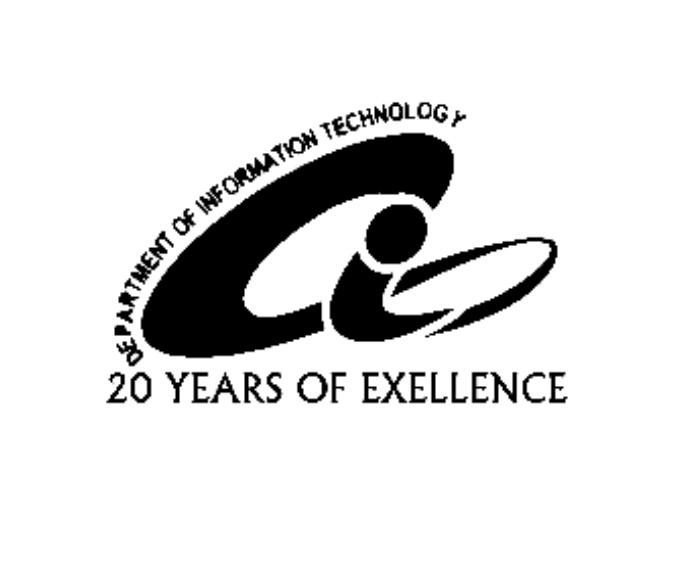 DEPARTMENT OF INFORMATION TECHNOLOGY
20 YEARS OF EXELLENCE